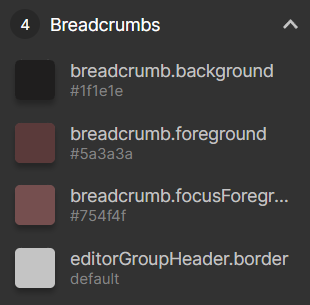 4 Breadcrumbs
breadcrumb.background
#1f1e1e
breadcrumb.foreground
#5a3a3a
breadcrumb.focusForegr...
#754f4f
editorGroupHeader.border
default